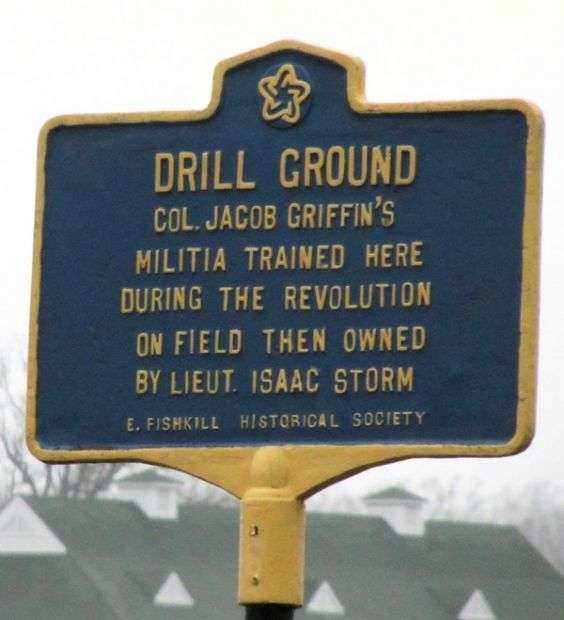 DRILL GROUND
COL. JACOB GRIFFIN'S
MILITIA TRAINED HERE
DURING THE REVOLUTION
ON FIELD THEN OWNED
BY LIEUT. ISAAC STORM
E. FISHKILL HISTORICAL SOCIETY